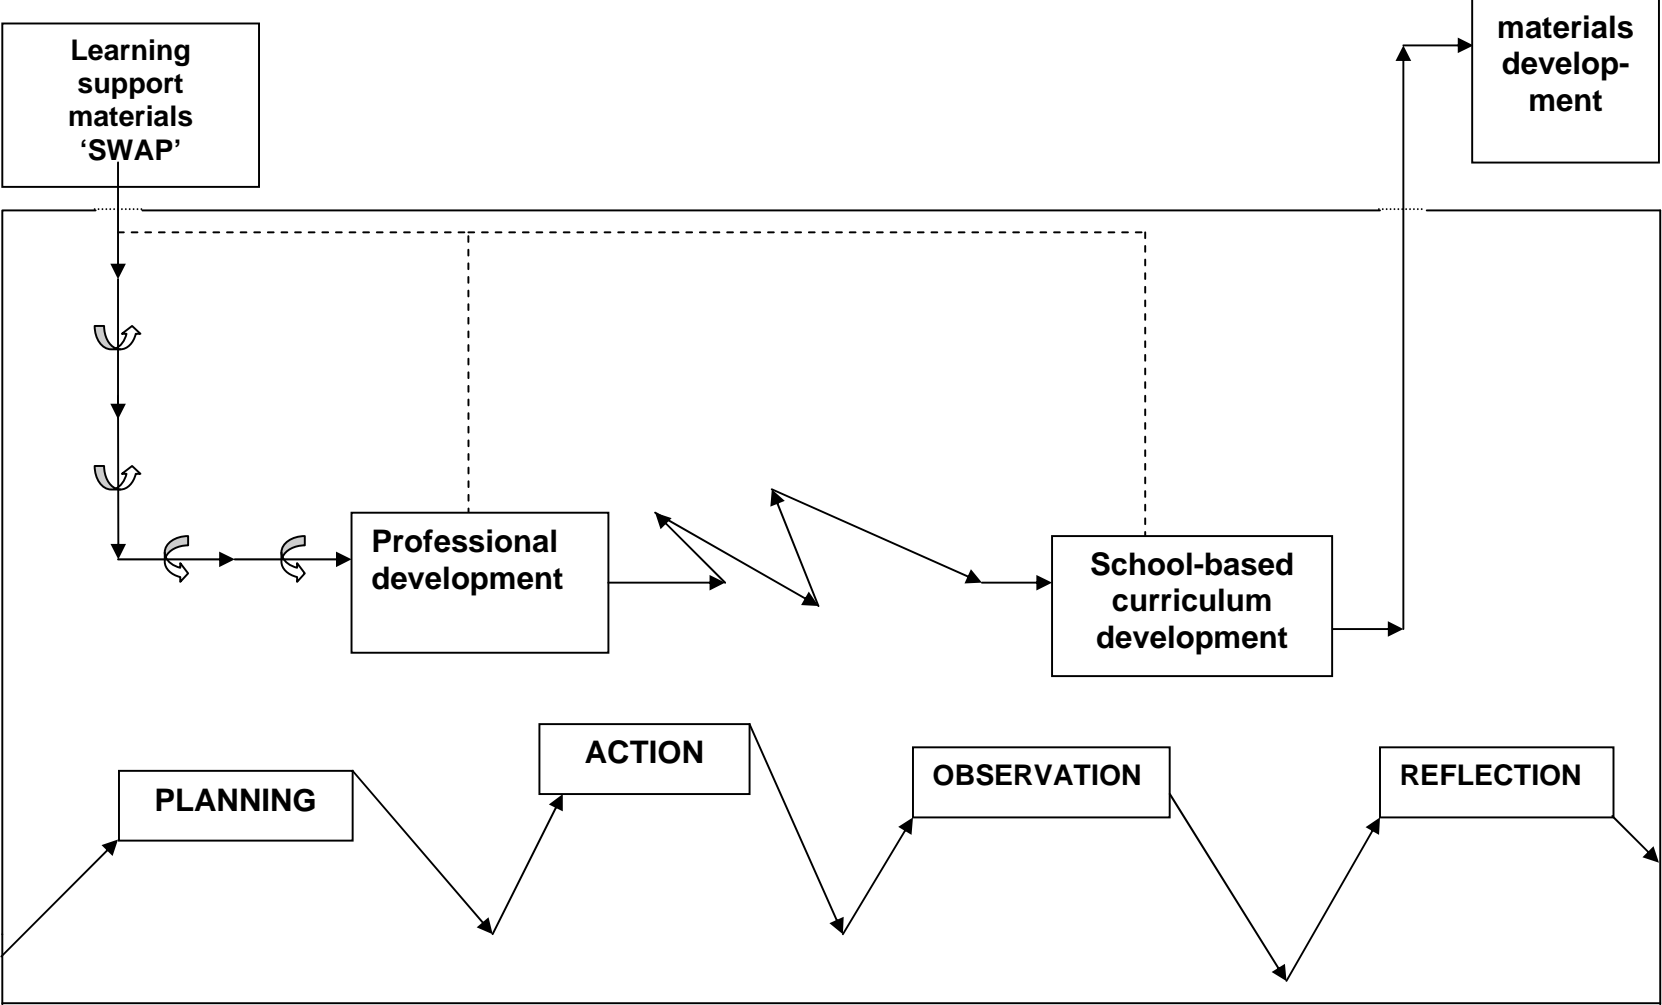 Learning
support
materials
‘SWAP’
materials
develop-
ment
Professional
development
School-based
curriculum
development
PLANNING
ACTION
OBSERVATION
REFLECTION